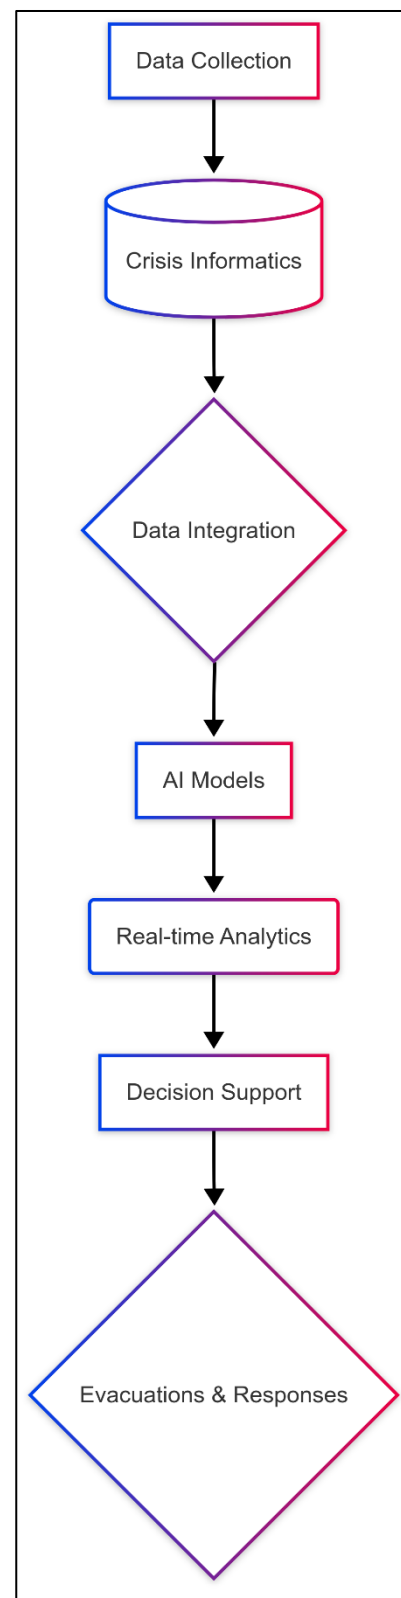 Data Collection
Crisis Informatics
Data Integration
AI Models
Real-time Analytics
Decision Support
Evacuations & Responses